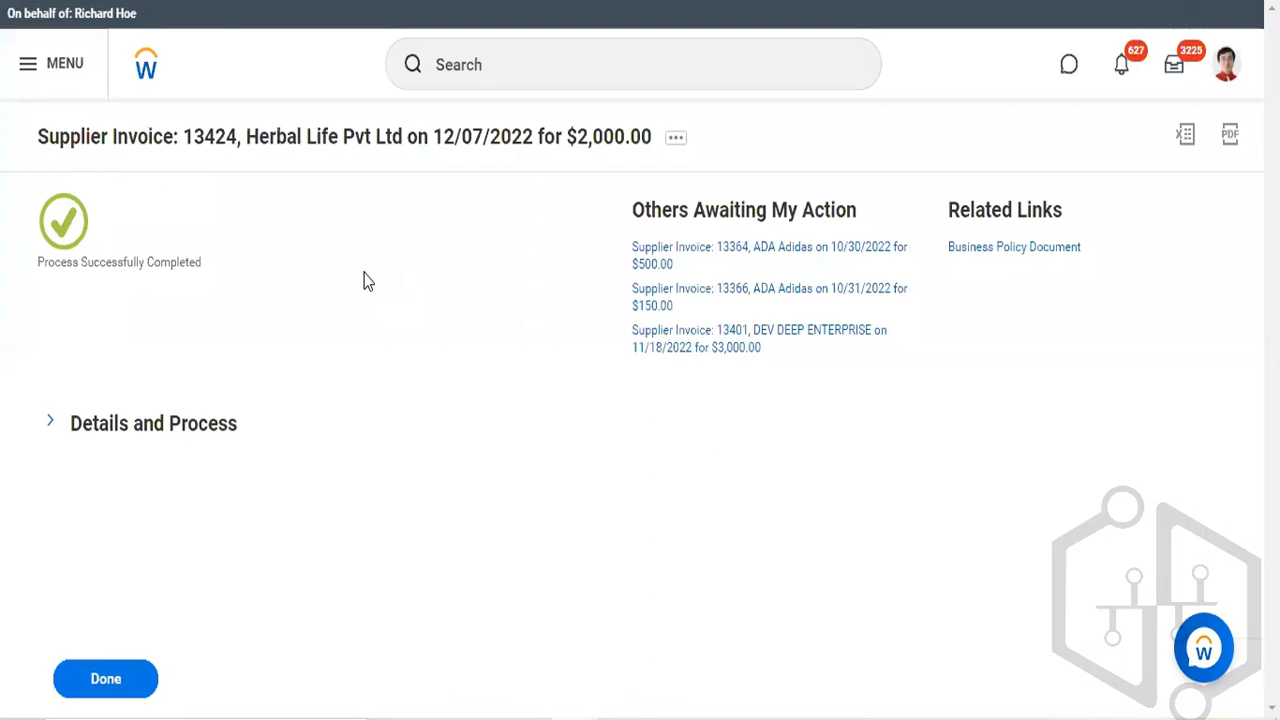 On behalf of: Richard Hoe
MENU
W
Search
627
3225
Supplier Invoice: 13424, Herbal Life Pvt Ltd on 12/07/2022 for $2,000.00
X
PDF
Process Successfully Completed
Others Awaiting My Action
Supplier Invoice: 13364, ADA Adidas on 10/30/2022 for
$500.00
Supplier Invoice: 13366, ADA Adidas on 10/31/2022 for
$150.00
Supplier Invoice: 13401, DEV DEEP ENTERPRISE on
11/18/2022 for $3,000.00
Related Links
Business Policy Document
Details and Process
Done
W